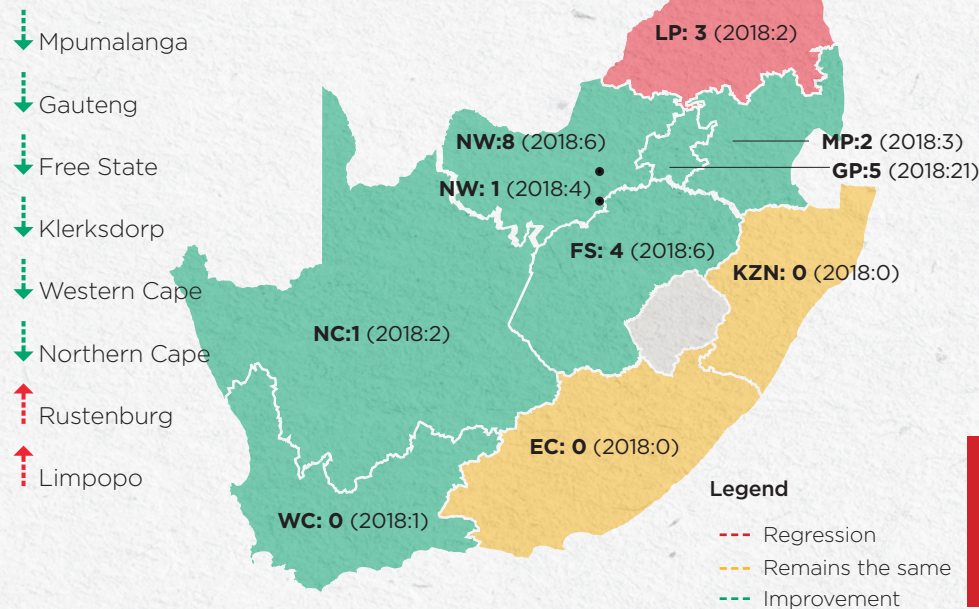 Mpumalanga
Gauteng
Free State
Klerksdorp
Western Cape
Northern Cape
Rustenburg
Limpopo
LP: 3 (2018:2)
NW:8 (2018:6)
MP:2 (2018:3)
GP:5 (2018:21)
NW: 1 (2018:4)
FS: 4 (2018:6)
KZN: 0 (2018:0)
NC:1 (2018:2)
EC: 0 (2018:0)
WC: 0 (2018:1)
Legend
Regression
Remains the same
Improvement